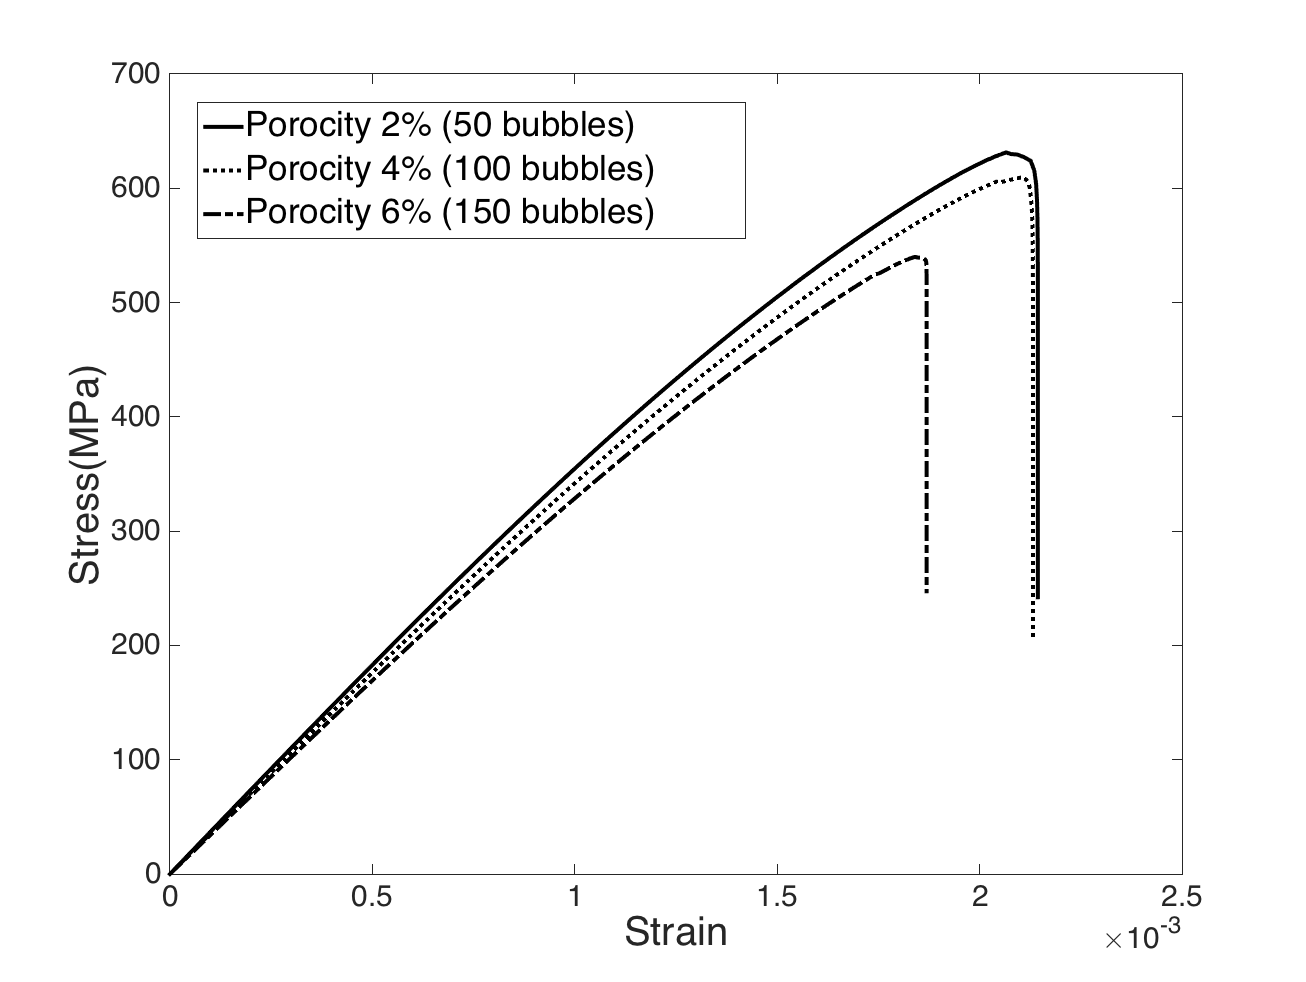 700
600
500
400
300
200
100
0
Stress(MPa)
Porocity 2% (50 bubbles)
Porocity 4% (100 bubbles)
Porocity 6% (150 bubbles)
0 0.5 1 1.5 2 2.5
Strain
×10-3